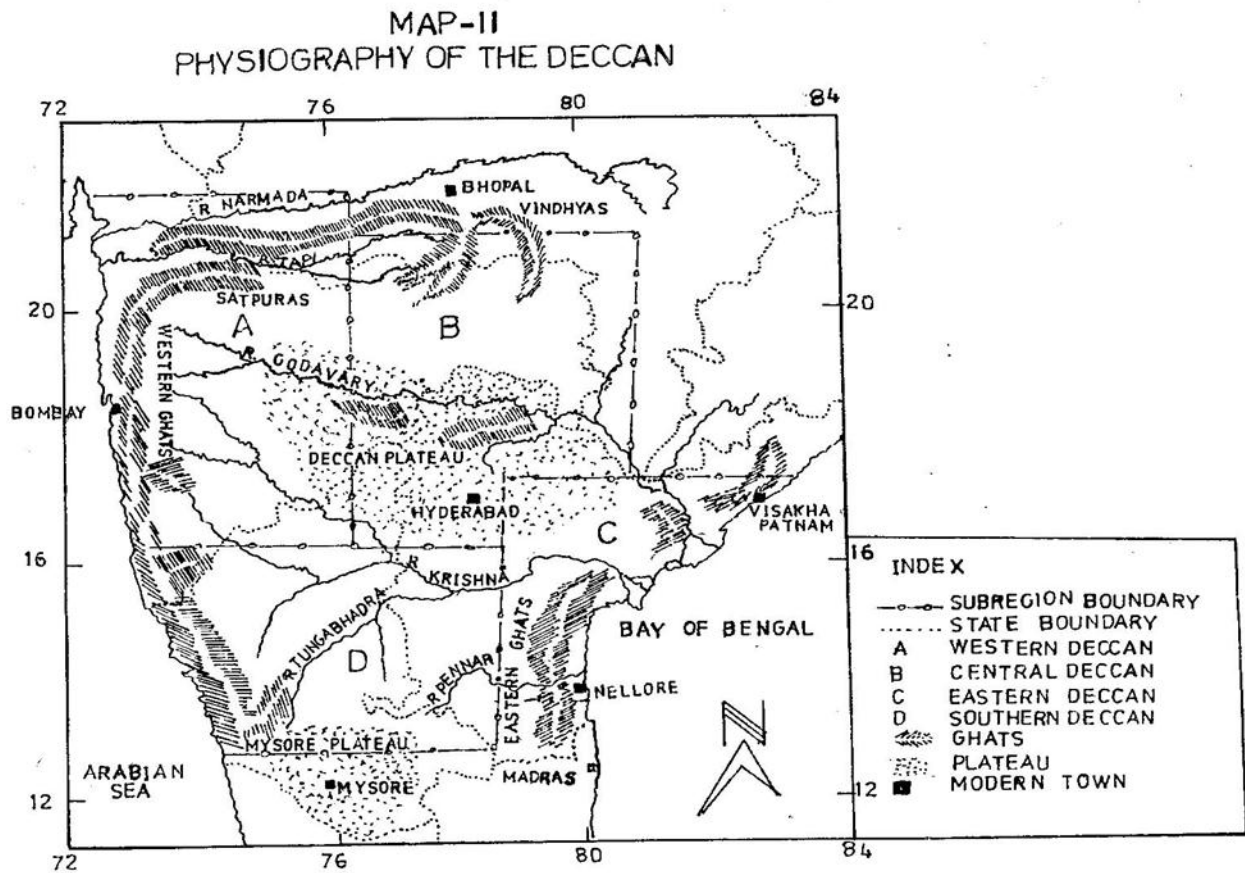 MAP-II
PHYSIOGRAPHY OF THE DECCAN
72
76
80
84
R NARMADA
BHOPAL
VINDHYAS
R TAPI
SATPURAS
20
A
B
20
WESTERN GHATS
R GODAVARY
BOMBAY
DECCAN PLATEAU
HYDERABAD
VISAKHA
PATNAM
C
16
16
R KRISHNA
R TUNGABHADRA
EASTERN GHATS
BAY OF BENGAL
D
R PENNAR
NELLORE
MYSORE PLATEAU
ARABIAN
SEA
MADRAS
MYSORE
12
12
72
76
80
84
INDEX
SUBREGION BOUNDARY
STATE BOUNDARY
A WESTERN DECCAN
B CENTRAL DECCAN
C EASTERN DECCAN
D SOUTHERN DECCAN
GHATS
PLATEAU
MODERN TOWN
N